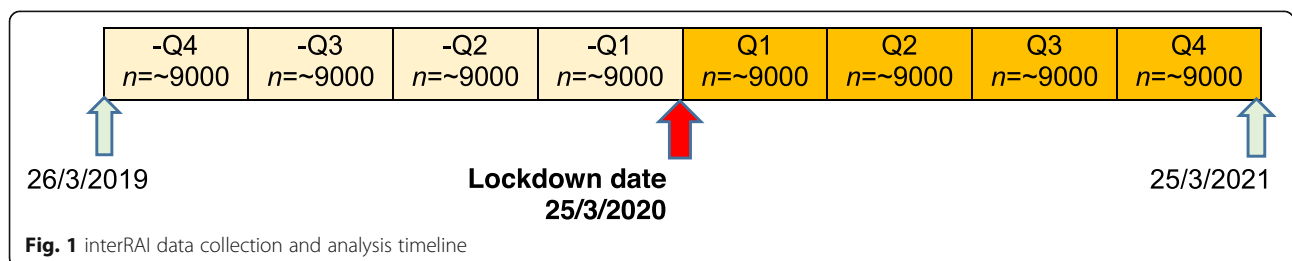 -Q4 -Q3 -Q2 -Q1 Q1 Q2 Q3 Q4
n=~9000 n=~9000 n=~9000 n=~9000 n=~9000 n=~9000 n=~9000 n=~9000
26/3/2019 Lockdown date 25/3/2021
25/3/2020
Fig. 1 interRAI data collection and analysis timeline